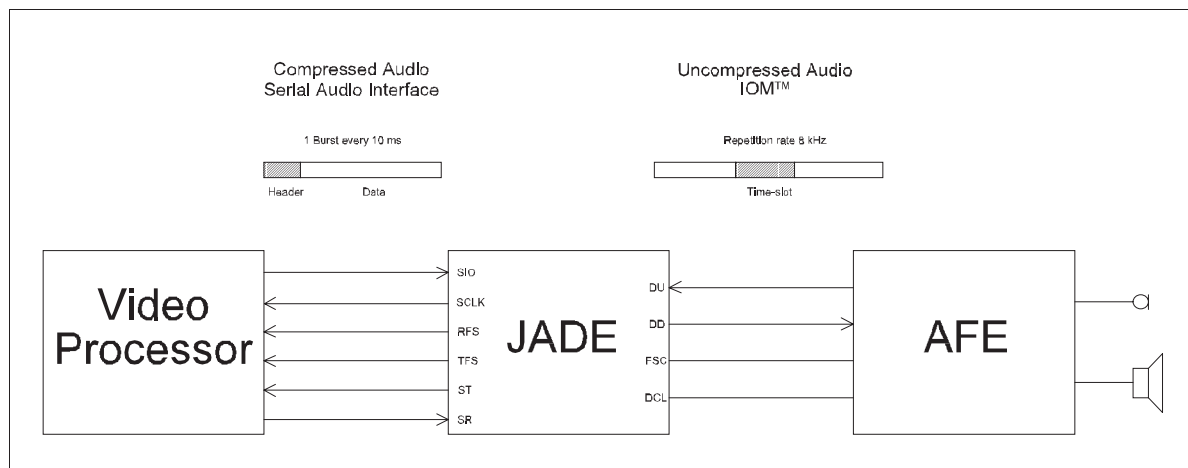 Compressed Audio
Serial Audio Interface
1 Burst every 10 ms
Header
Data
Uncompressed Audio
IOM™
Repetition rate 8 kHz
Time-slot
Video
Processor
SIO
SCLK
RFS
TFS
ST
SR
JADE
DU
DD
FSC
DCL
AFE